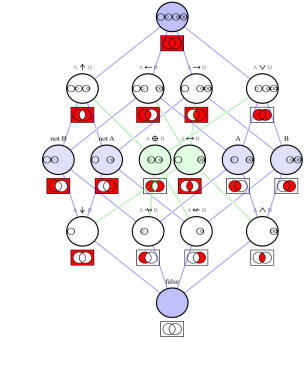 A ↑ B
A ← B
A → B
A ∨ B
not B
not A
A ⊕ B
A ↔ B
A
B
A ↓ B
A ↛ B
A ↚ B
A ∧ B
false